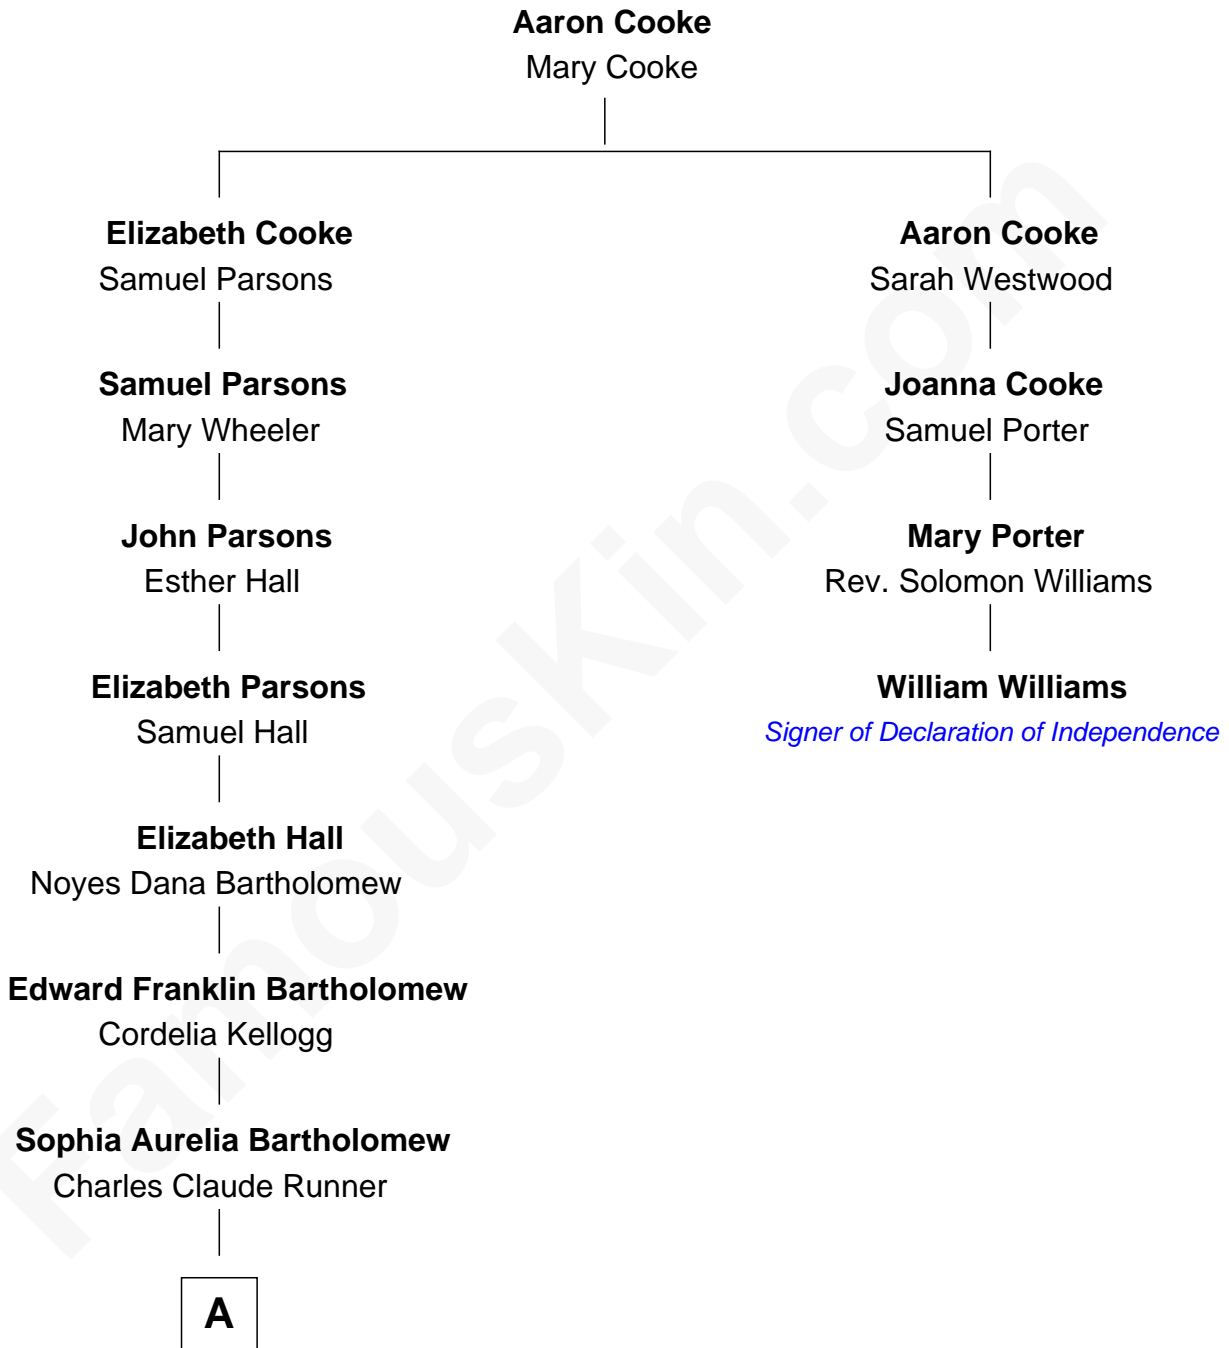 Aaron Cooke
Mary Cooke
Elizabeth Cooke
Samuel Parsons
Aaron Cooke
Sarah Westwood
Samuel Parsons
Mary Wheeler
Joanna Cooke
Samuel Porter
John Parsons
Esther Hall
Mary Porter
Rev. Solomon Williams
Elizabeth Parsons
Samuel Hall
William Williams
Signer of Declaration of Independence
Elizabeth Hall
Noyes Dana Bartholomew
Edward Franklin Bartholomew
Cordelia Kellogg
Sophia Aurelia Bartholomew
Charles Claude Runner
A
FamousKin.com